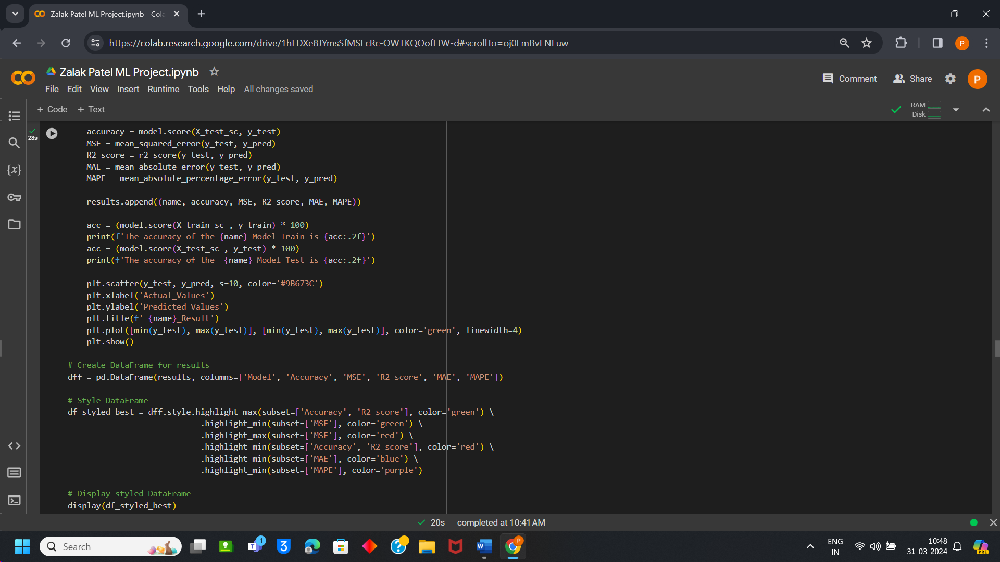 Zalak Patel ML Project.ipynb - Cola
https://colab.research.google.com/drive/1hLDXe8JYmsSfMSFcRc-OWTKQOofFtW-d#scrollTo=oj0FmBvENFuw
P
Zalak Patel ML Project.ipynb
Comment
Share
P
File Edit View Insert Runtime Tools Help All changes saved
+ Code + Text
RAM
Disk
28s
{x}
accuracy = model.score(X_test_sc, y_test)
MSE = mean_squared_error(y_test, y_pred)
R2_score = r2_score(y_test, y_pred)
MAE = mean_absolute_error(y_test, y_pred)
MAPE = mean_absolute_percentage_error(y_test, y_pred)
results.append((name, accuracy, MSE, R2_score, MAE, MAPE))
acc = (model.score(X_train_sc , y_train) * 100)
print(f'The accuracy of the {name} Model Train is {acc:.2f}')
acc = (model.score(X_test_sc , y_test) * 100)
print(f'The accuracy of the  {name} Model Test is {acc:.2f}')
plt.scatter(y_test, y_pred, s=10, color='#9B673C')
plt.xlabel('Actual_Values')
plt.ylabel('Predicted_Values')
plt.title(f' {name}_Result')
plt.plot([min(y_test), max(y_test)], [min(y_test), max(y_test)], color='green', linewidth=4)
plt.show()
# Create DataFrame for results
dff = pd.DataFrame(results, columns=['Model', 'Accuracy', 'MSE', 'R2_score', 'MAE', 'MAPE'])
# Style DataFrame
df_styled_best = dff.style.highlight_max(subset=['Accuracy', 'R2_score'], color='green') \
.highlight_min(subset=['MSE'], color='green') \
.highlight_max(subset=['MSE'], color='red') \
.highlight_min(subset=['Accuracy', 'R2_score'], color='red') \
.highlight_min(subset=['MAE'], color='blue') \
.highlight_min(subset=['MAPE'], color='purple')
# Display styled DataFrame
display(df_styled_best)
20s completed at 10:41 AM
Search
1
3
P
ENG
IN
10:48
31-03-2024
PRE